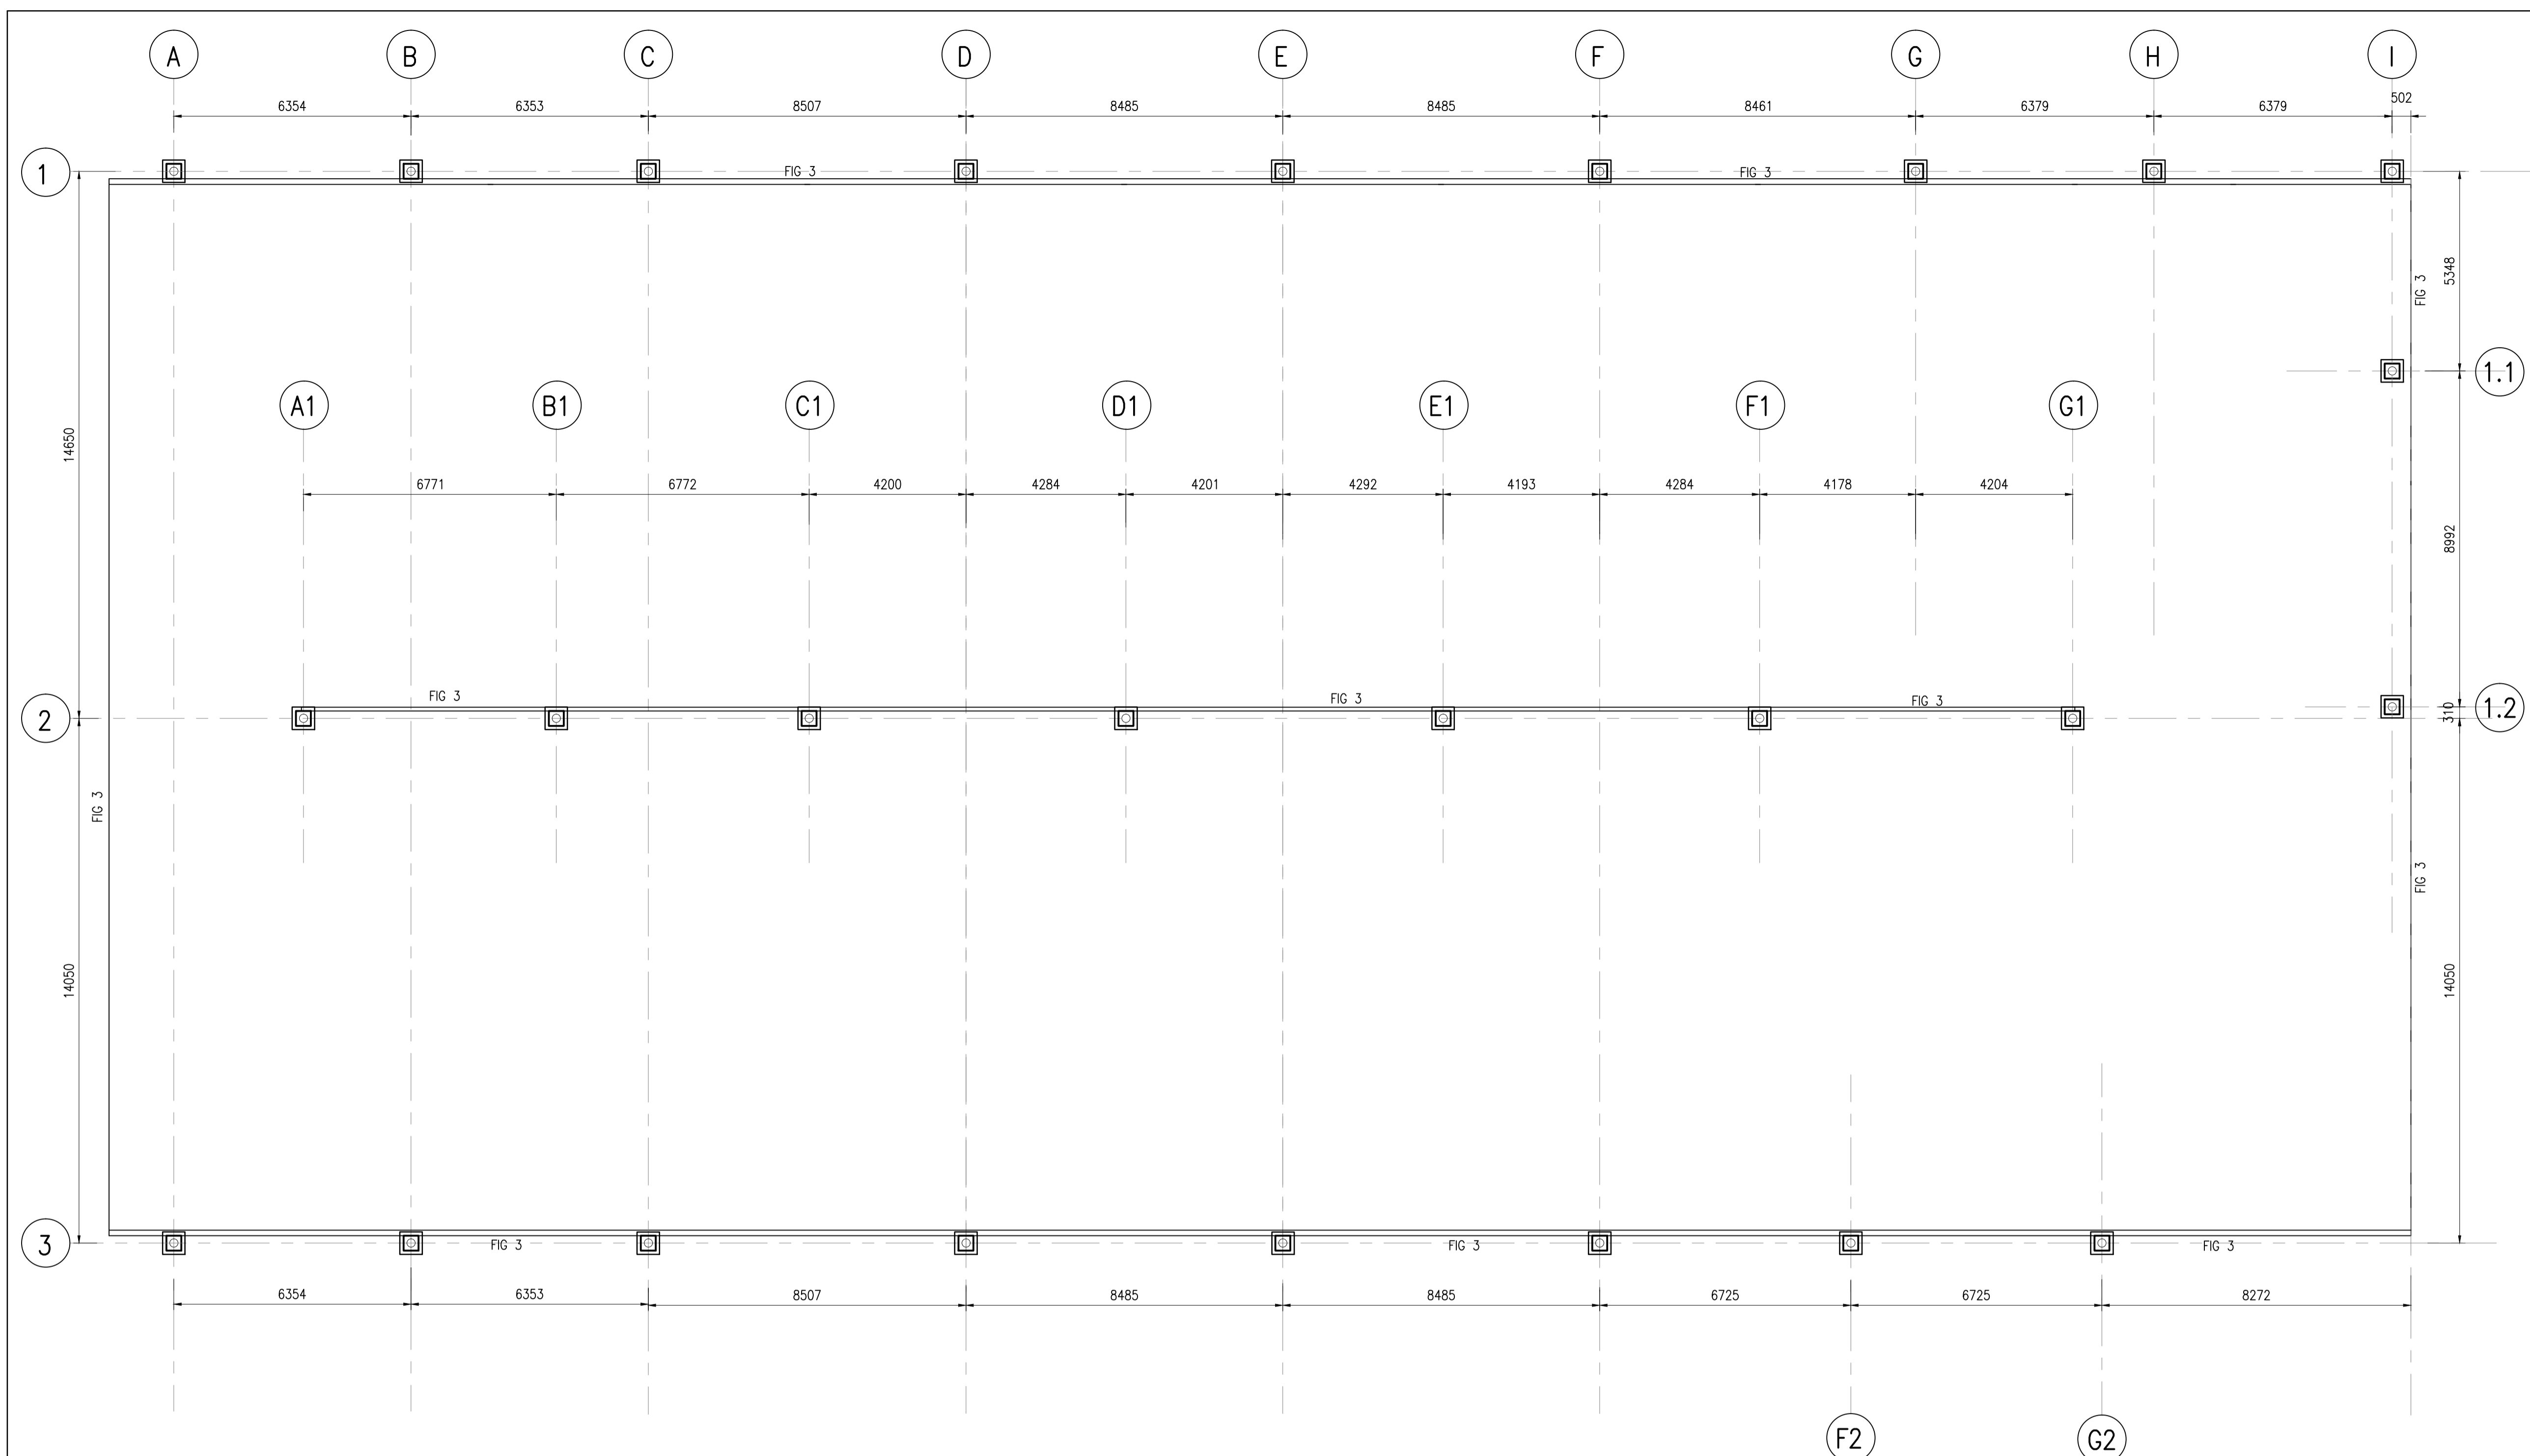 A B C D E F G H I
6354 6353 8507 8485 8485 8461 6379 6379 502
1
FIG 3 FIG 3
5348
FIG 3
1.1
A1 B1 C1 D1 E1 F1 G1
14650
6771 6772 4200 4284 4201 4292 4193 4284 4178 4204
8992
FIG 3 FIG 3 FIG 3
2
310
1.2
FIG 3
FIG 3
14050
14050
3
FIG 3 FIG 3 FIG 3
6354 6353 8507 8485 8485 6725 6725 8272
F2 G2